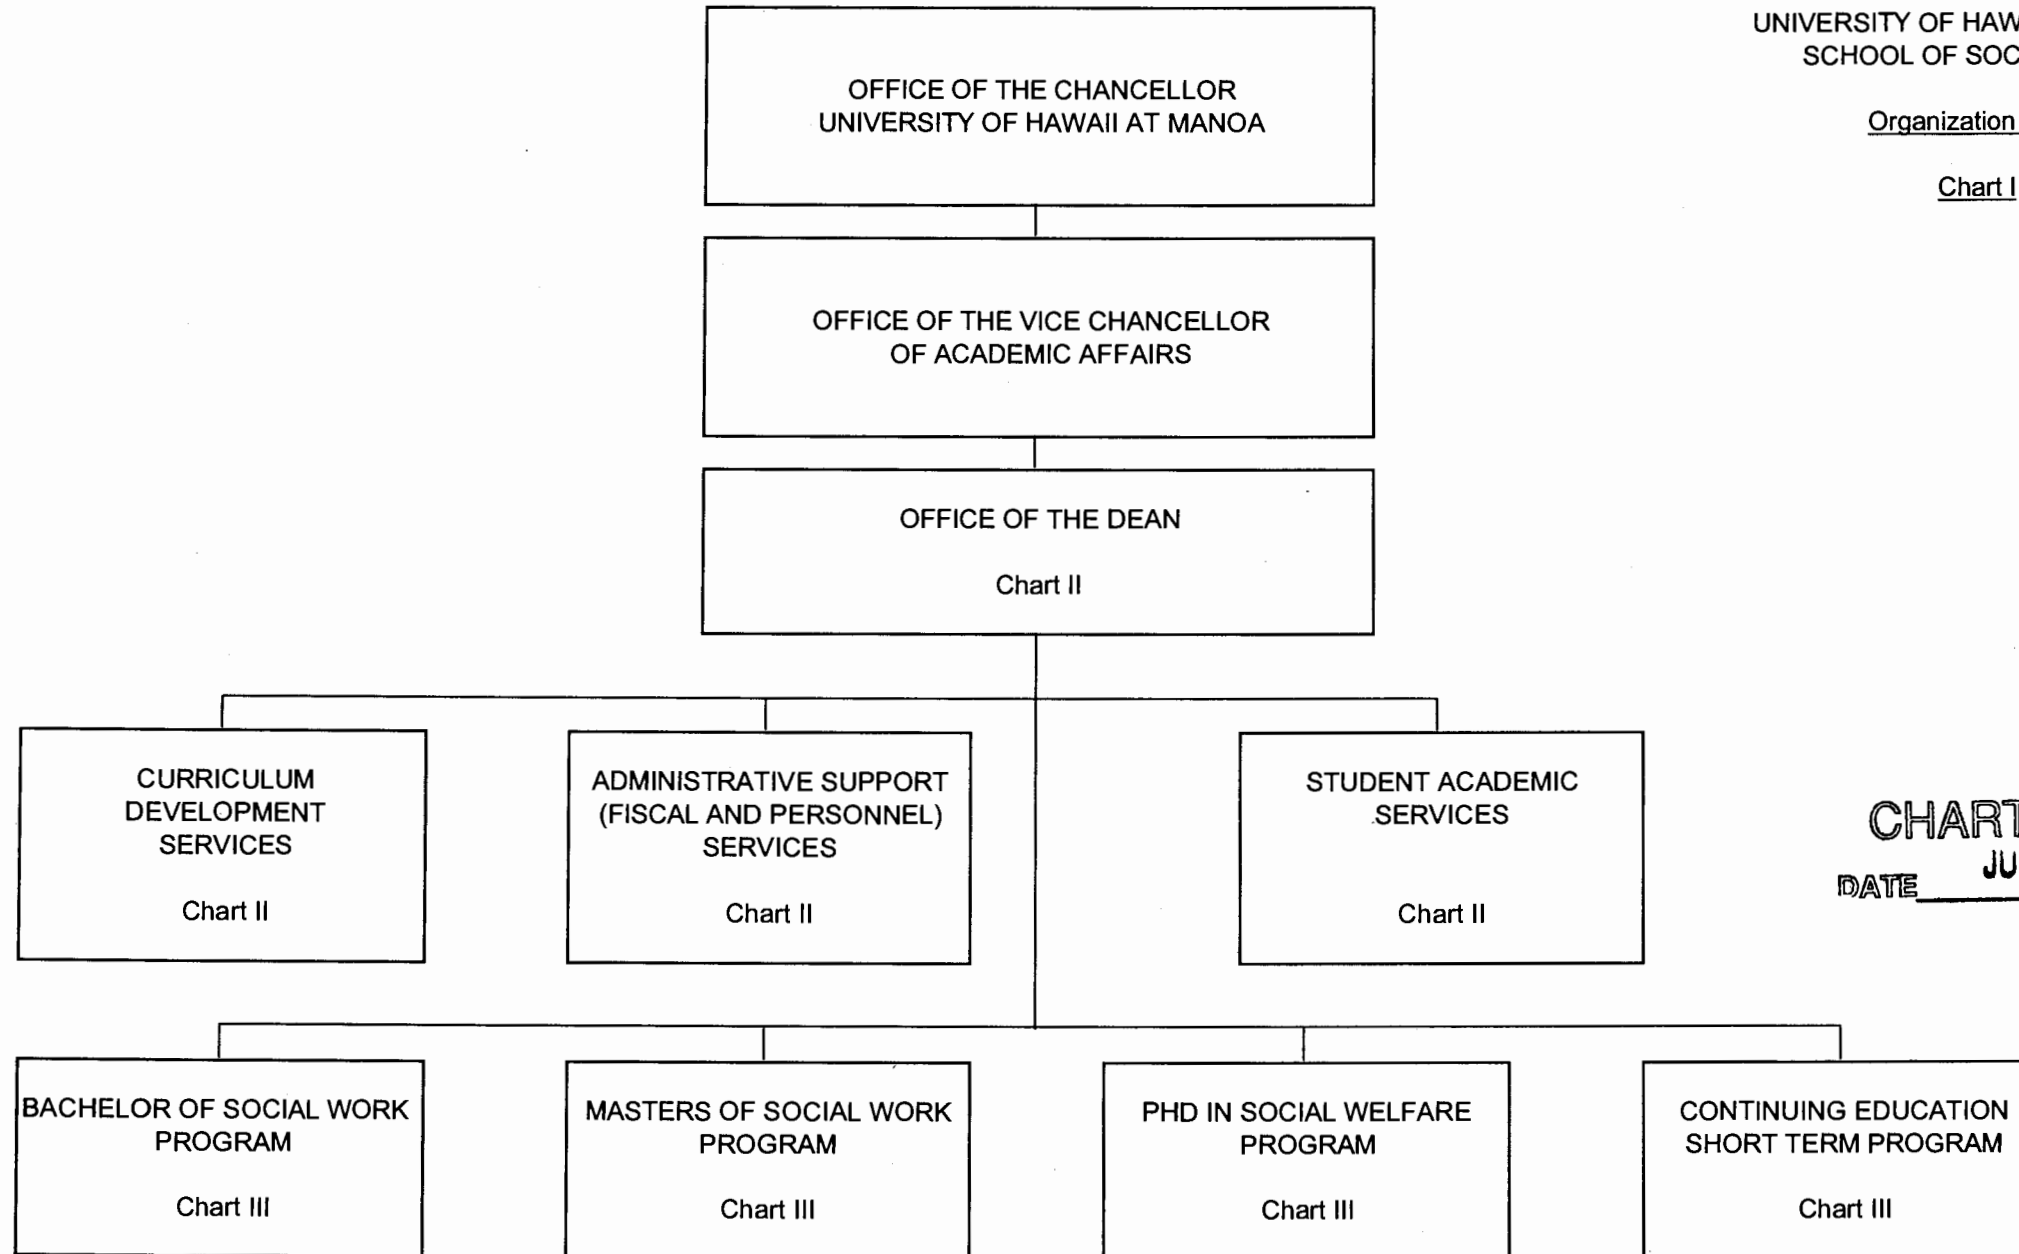 UNIVERSITY OF HAW
SCHOOL OF SOC
Organization
Chart I
OFFICE OF THE CHANCELLOR
UNIVERSITY OF HAWAII AT MANOA
OFFICE OF THE VICE CHANCELLOR
OF ACADEMIC AFFAIRS
OFFICE OF THE DEAN
Chart II
CURRICULUM
DEVELOPMENT
SERVICES
Chart II
ADMINISTRATIVE SUPPORT
(FISCAL AND PERSONNEL)
SERVICES
Chart II
STUDENT ACADEMIC
SERVICES
Chart II
CHART
JU
DATE
BACHELOR OF SOCIAL WORK
PROGRAM
Chart III
MASTERS OF SOCIAL WORK
PROGRAM
Chart III
PHD IN SOCIAL WELFARE
PROGRAM
Chart III
CONTINUING EDUCATION
SHORT TERM PROGRAM
Chart III